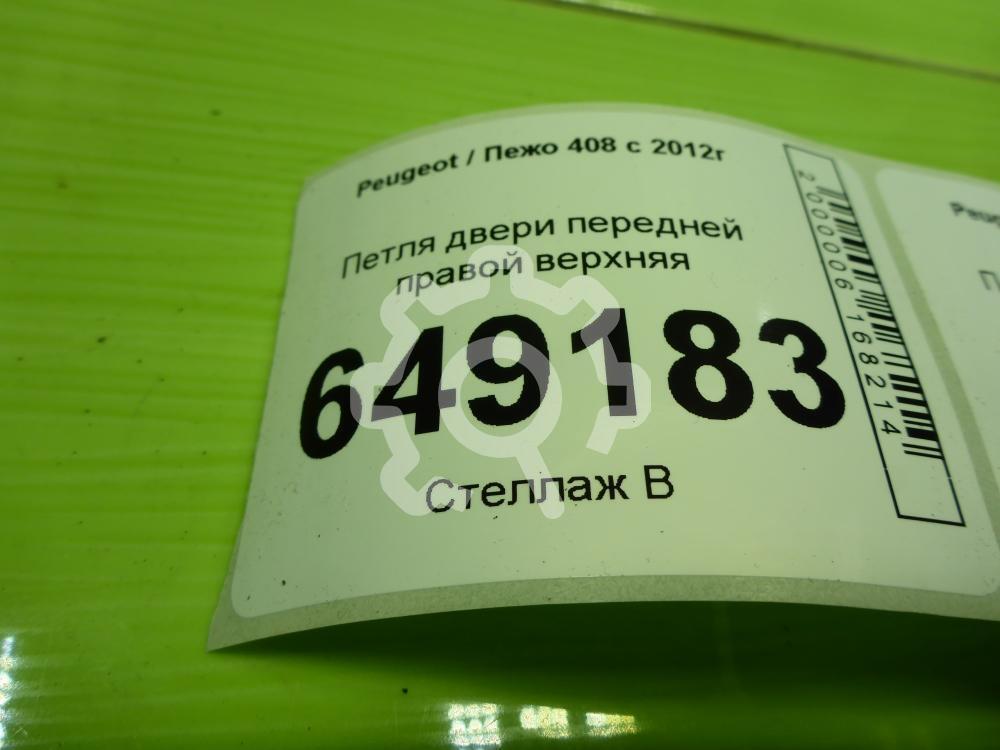 Peugeot / Пежо 408 с 2012г
Петля двери передней
правой верхняя
649183
Стеллаж В
2000006168214